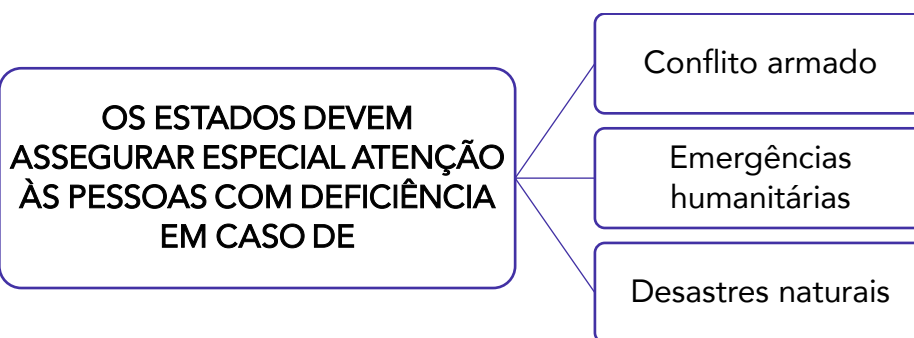 OS ESTADOS DEVEM
ASSEGURAR ESPECIAL ATENÇÃO
ÀS PESSOAS COM DEFICIÊNCIA
EM CASO DE
Conflito armado
Emergências
humanitárias
Desastres naturais